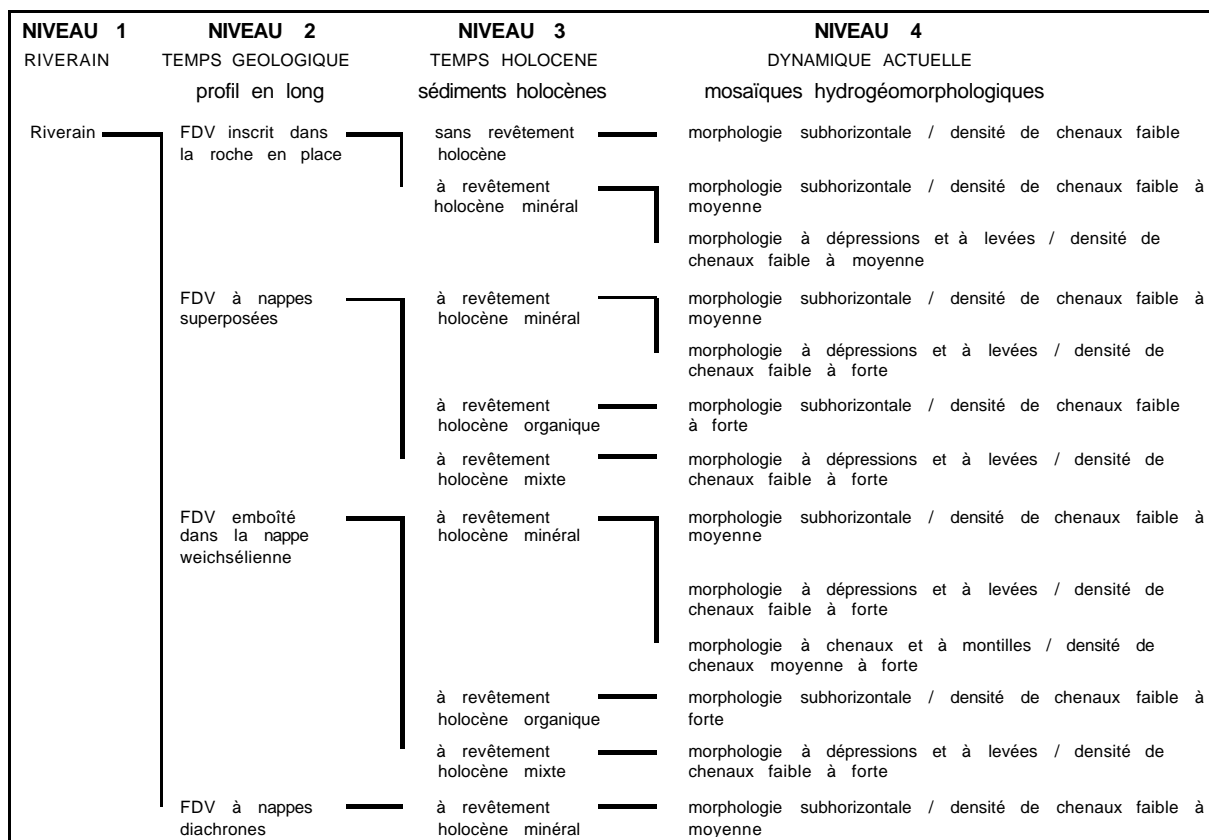 NIVEAU 1 NIVEAU 2 NIVEAU 3 NIVEAU 4
RIVERAIN TEMPS GEOLOGIQUE TEMPS HOLOCENE DYNAMIQUE ACTUELLE
profil en long sédiments holocènes mosaïques hydrogéomorphologiques
Riverain FDV inscrit dans sans revêtement morphologie subhorizontale / densité de chenaux faible
la roche en place holocène
à revêtement morphologie subhorizontale / densité de chenaux faible à
holocène minéral moyenne
morphologie à dépressions et à levées / densité de
chenaux faible à moyenne
FDV à nappes à revêtement morphologie subhorizontale / densité de chenaux faible à
superposées holocène minéral moyenne
morphologie à dépressions et à levées / densité de
chenaux faible à forte
à revêtement morphologie subhorizontale / densité de chenaux faible
holocène organique à forte
à revêtement morphologie à dépressions et à levées / densité de
holocène mixte chenaux faible à forte
FDV emboîté à revêtement morphologie subhorizontale / densité de chenaux faible à
dans la nappe holocène minéral moyenne
weichsélienne
morphologie à dépressions et à levées / densité de
chenaux faible à forte
morphologie à chenaux et à montilles / densité de
chenaux moyenne à forte
à revêtement morphologie subhorizontale / densité de chenaux faible à
holocène organique forte
à revêtement morphologie à dépressions et à levées / densité de
holocène mixte chenaux faible à forte
FDV à nappes à revêtement morphologie subhorizontale / densité de chenaux faible à
diachrones holocène minéral moyenne